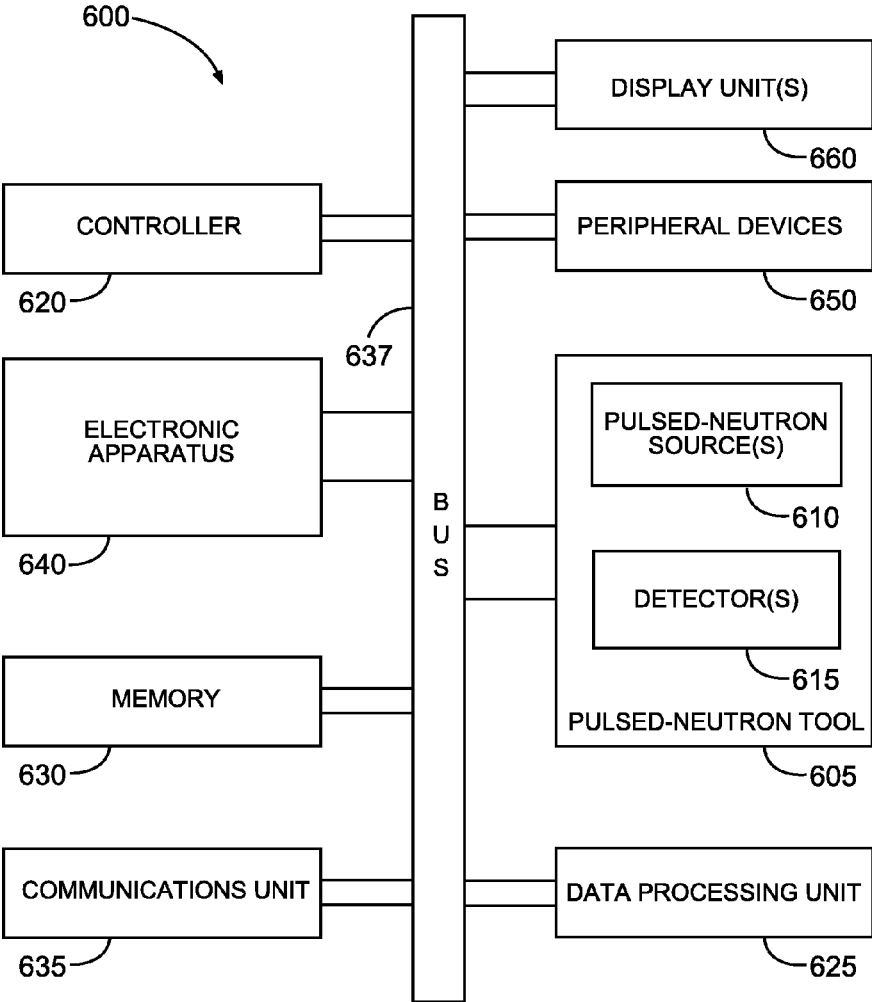 600
DISPLAY UNIT(S)
660
CONTROLLER
620
PERIPHERAL DEVICES
650
637
ELECTRONIC
APPARATUS
640
BUS
PULSED-NEUTRON
SOURCE(S)
610
DETECTOR(S)
615
PULSED-NEUTRON TOOL
605
MEMORY
630
COMMUNICATIONS UNIT
635
DATA PROCESSING UNIT
625